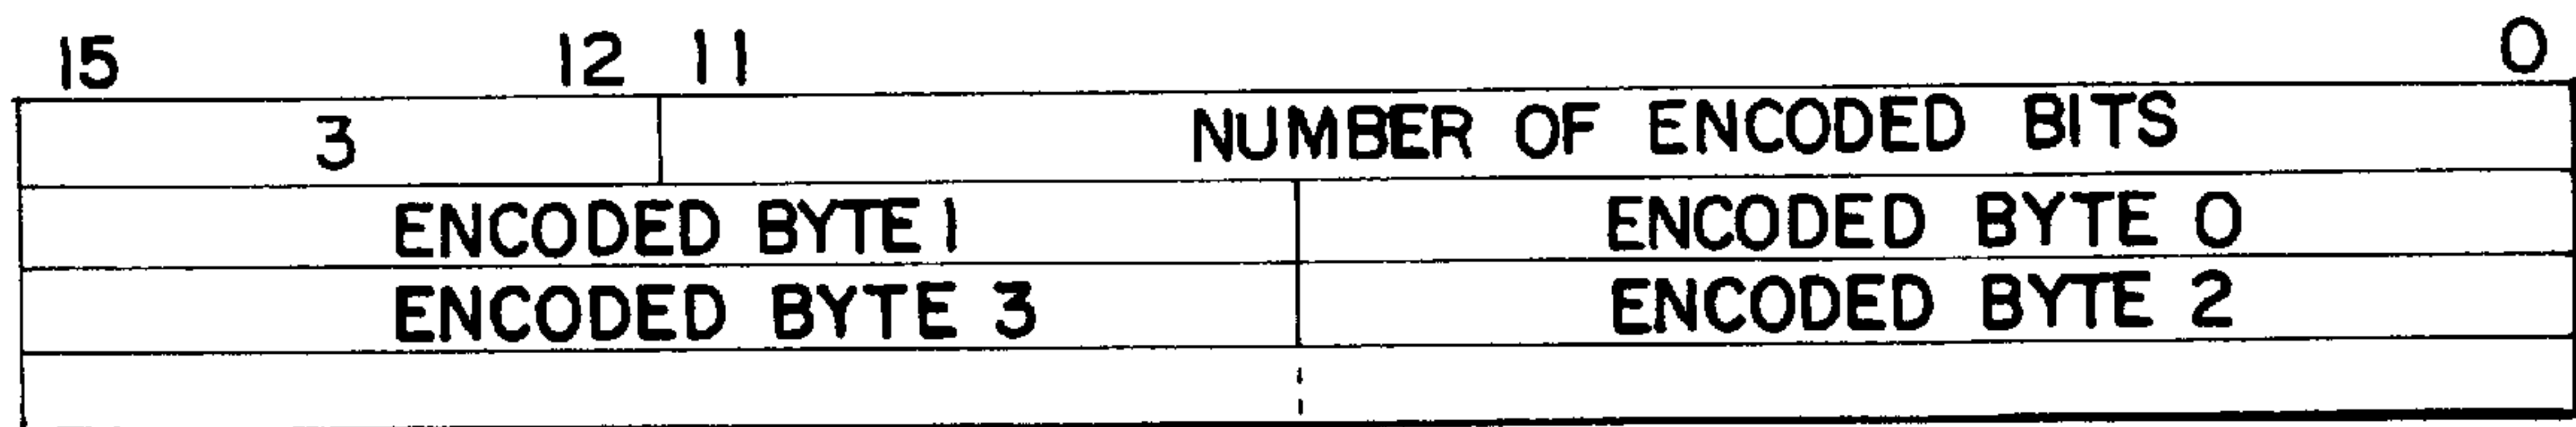 15 12 11 0
3 NUMBER OF ENCODED BITS
ENCODED BYTE 1 ENCODED BYTE 0
ENCODED BYTE 3 ENCODED BYTE 2